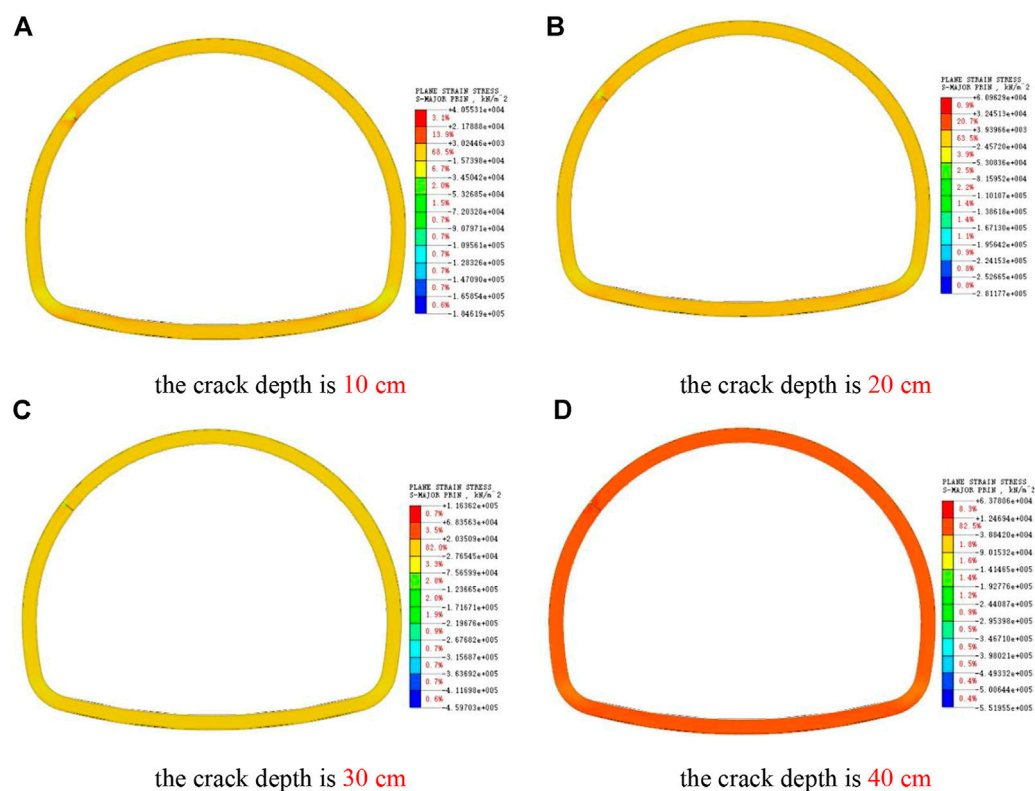 A
PLANE STRAIN STRESS
S-MAJOR PRIN , kN/m^2
+4.05531e+004
3.1%
+2.17888e+004
13.9%
+3.02446e+003
68.5%
-1.57398e+004
6.7%
-3.45042e+004
2.0%
-5.32685e+004
1.5%
-7.20328e+004
0.7%
-9.07971e+004
0.7%
-1.09561e+005
0.7%
-1.28326e+005
0.7%
-1.47090e+005
0.7%
-1.65854e+005
0.6%
-1.84619e+005
the crack depth is 10 cm
B
PLANE STRAIN STRESS
S-MAJOR PRIN , kN/m^2
+6.09629e+004
0.9%
+3.24513e+004
20.7%
+3.93966e+003
63.5%
-2.45720e+004
3.9%
-5.30836e+004
2.5%
-8.15952e+004
2.2%
-1.10107e+005
1.4%
-1.38618e+005
1.4%
-1.67130e+005
1.1%
-1.95642e+005
0.9%
-2.24153e+005
0.8%
-2.52665e+005
0.8%
-2.81177e+005
the crack depth is 20 cm
C
PLANE STRAIN STRESS
S-MAJOR PRIN , kN/m^2
+1.16362e+005
0.7%
+6.83563e+004
3.5%
+2.03509e+004
82.0%
-2.76545e+004
3.3%
-7.56599e+004
2.0%
-1.23665e+005
2.0%
-1.71671e+005
1.9%
-2.19676e+005
0.9%
-2.67682e+005
0.7%
-3.15687e+005
0.7%
-3.63692e+005
0.7%
-4.11698e+005
0.6%
-4.59703e+005
the crack depth is 30 cm
D
PLANE STRAIN STRESS
S-MAJOR PRIN , kN/m^2
+6.37806e+004
8.3%
+1.24694e+004
82.5%
-3.88420e+004
1.8%
-9.01532e+004
1.6%
-1.41465e+005
1.4%
-1.92776e+005
1.2%
-2.44087e+005
0.9%
-2.95398e+005
0.5%
-3.46710e+005
0.5%
-3.98021e+005
0.5%
-4.49332e+005
0.4%
-5.00644e+005
0.4%
-5.51955e+005
the crack depth is 40 cm